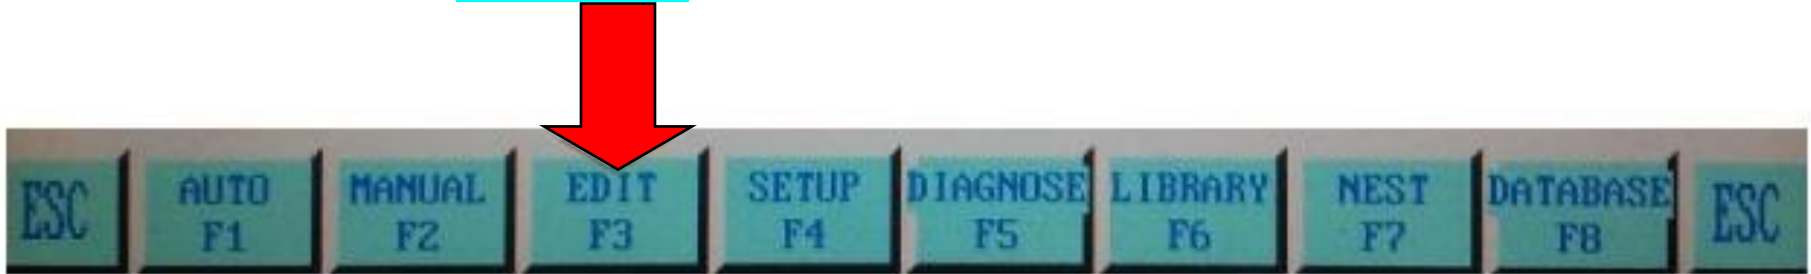 ESC
AUTO
F1
MANUAL
F2
EDIT
F3
SETUP
F4
DIAGNOSE
F5
LIBRARY
F6
NEST
F7
DATABASE
F8
ESC